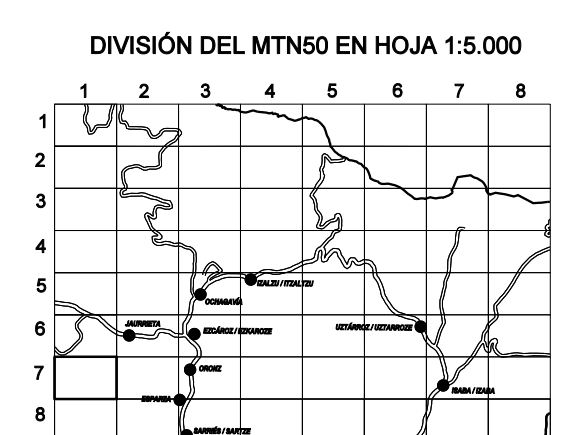 DIVISIÓN DEL MTN50 EN HOJA 1:5.000
1 2 3 4 5 6 7 8
1
2
3
4
5
IZALZU / ITZALTZU
OCHAGAVÍA
JAURRIETA
6
EZCÁROZ / EZKAROZE
UZTÁRROZ / UZTARROZE
7
ORONZ
ISABA / IZABA
ESPARZA
8
SARRIÉS / SARTZE